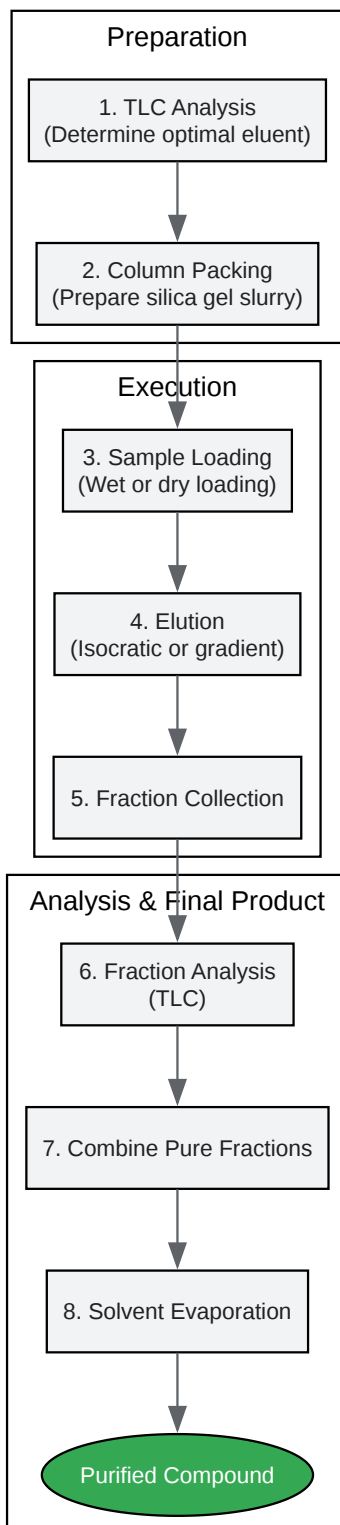 Preparation
1. TLC Analysis
(Determine optimal eluent)
2. Column Packing
(Prepare silica gel slurry)
Execution
3. Sample Loading
(Wet or dry loading)
4. Elution
(Isocratic or gradient)
5. Fraction Collection
Analysis & Final Product
6. Fraction Analysis
(TLC)
7. Combine Pure Fractions
8. Solvent Evaporation
Purified Compound